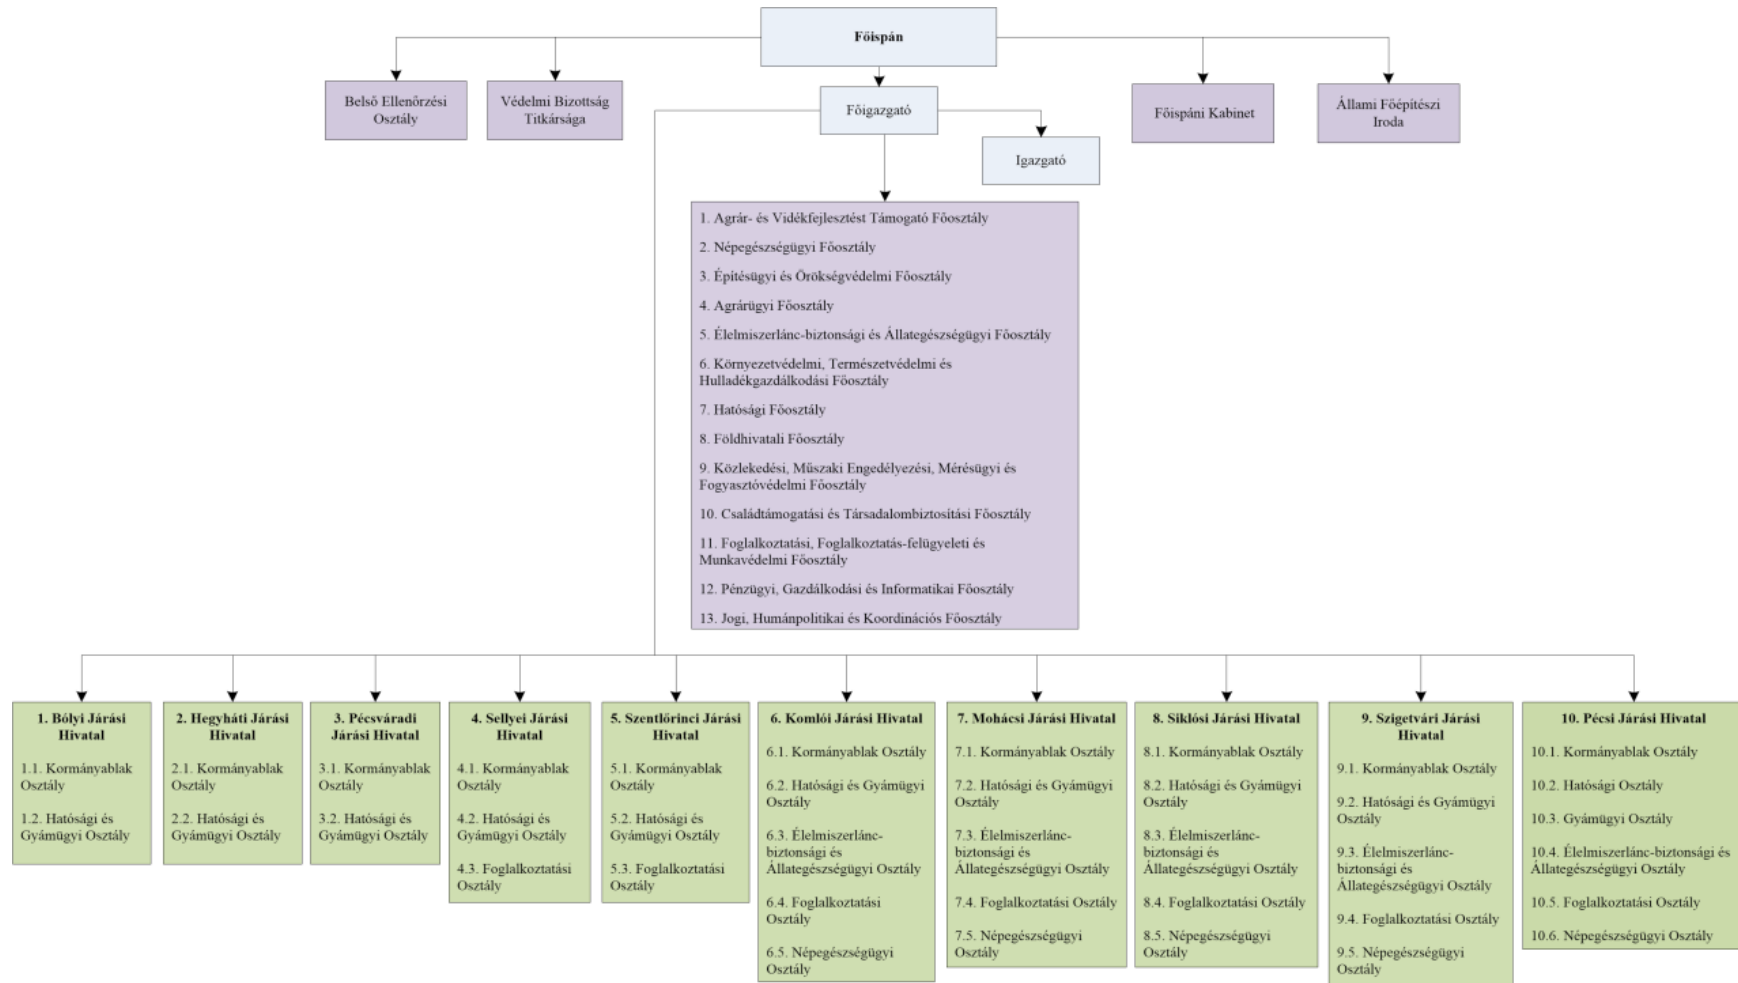 Főispán
Belső Ellenőrzési
Osztály
Védelmi Bizottság
Titkársága
Főigazgató
Igazgató
Főispáni Kabinet
Állami Főépítészi
Iroda
1. Agrár- és Vidékfejlesztést Támogató Főosztály
2. Népegészségügyi Főosztály
3. Építésügyi és Örökségvédelmi Főosztály
4. Agrárügyi Főosztály
5. Élelmiszerlánc-biztonsági és Állategészségügyi Főosztály
6. Környezetvédelmi, Természetvédelmi és
Hulladékgazdálkodási Főosztály
7. Hatósági Főosztály
8. Földhivatali Főosztály
9. Közlekedési, Műszaki Engedélyezési, Mérésügyi és
Fogyasztóvédelmi Főosztály
10. Családtámogatási és Társadalombiztosítási Főosztály
11. Foglalkoztatási, Foglalkoztatás-felügyeleti és
Munkavédelmi Főosztály
12. Pénzügyi, Gazdálkodási és Informatikai Főosztály
13. Jogi, Humánpolitikai és Koordinációs Főosztály
1. Bólyi Járási
Hivatal
1.1. Kormányablak
Osztály
1.2. Hatósági és
Gyámügyi Osztály
2. Hegyháti Járási
Hivatal
2.1. Kormányablak
Osztály
2.2. Hatósági és
Gyámügyi Osztály
3. Pécsváradi
Járási Hivatal
3.1. Kormányablak
Osztály
3.2. Hatósági és
Gyámügyi Osztály
4. Sellyei Járási
Hivatal
4.1. Kormányablak
Osztály
4.2. Hatósági és
Gyámügyi Osztály
4.3. Foglalkoztatási
Osztály
5. Szentlőrinci Járási
Hivatal
5.1. Kormányablak
Osztály
5.2. Hatósági és
Gyámügyi Osztály
5.3. Foglalkoztatási
Osztály
6. Komlói Járási Hivatal
6.1. Kormányablak Osztály
6.2. Hatósági és Gyámügyi
Osztály
6.3. Élelmiszerlánc-
biztonsági és
Állategészségügyi Osztály
6.4. Foglalkoztatási
Osztály
6.5. Népegészségügyi
Osztály
7. Mohácsi Járási Hivatal
7.1. Kormányablak Osztály
7.2. Hatósági és Gyámügyi
Osztály
7.3. Élelmiszerlánc-
biztonsági és
Állategészségügyi Osztály
7.4. Foglalkoztatási Osztály
7.5. Népegészségügyi
Osztály
8. Siklósi Járási Hivatal
8.1. Kormányablak Osztály
8.2. Hatósági és Gyámügyi
Osztály
8.3. Élelmiszerlánc-
biztonsági és
Állategészségügyi Osztály
8.4. Foglalkoztatási Osztály
8.5. Népegészségügyi
Osztály
9. Szigetvári Járási
Hivatal
9.1. Kormányablak Osztály
9.2. Hatósági és Gyámügyi
Osztály
9.3. Élelmiszerlánc-
biztonsági és
Állategészségügyi Osztály
9.4. Foglalkoztatási Osztály
9.5. Népegészségügyi
Osztály
10. Pécsi Járási Hivatal
10.1. Kormányablak Osztály
10.2. Hatósági Osztály
10.3. Gyámügyi Osztály
10.4. Élelmiszerlánc-biztonsági és
Állategészségügyi Osztály
10.5. Foglalkoztatási Osztály
10.6. Népegészségügyi Osztály